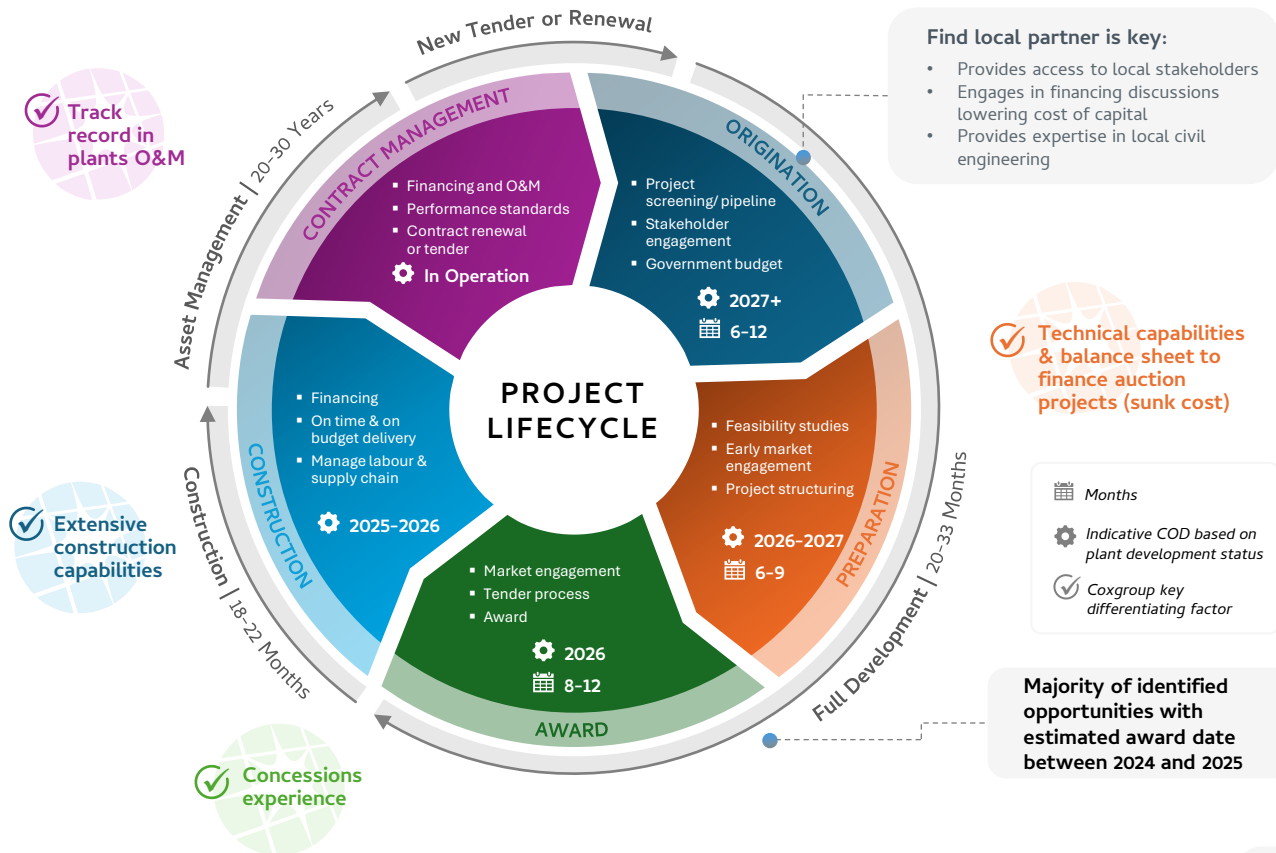 New Tender or Renewal
Find local partner is key:
• Provides access to local stakeholders
• Engages in financing discussions
lowering cost of capital
• Provides expertise in local civil
engineering
Track
record in
plants O&M
Asset Management | 20-30 Years
CONTRACT MANAGEMENT
▪ Financing and O&M
▪ Performance standards
▪ Contract renewal
or tender
In Operation
ORIGINATION
▪ Project
screening/ pipeline
▪ Stakeholder
engagement
▪ Government budget
2027+
6-12
PROJECT
LIFECYCLE
Technical capabilities
& balance sheet to
finance auction
projects (sunk cost)
CONSTRUCTION
▪ Financing
▪ On time & on
budget delivery
▪ Manage labour &
supply chain
2025-2026
PREPARATION
▪ Feasibility studies
▪ Early market
engagement
▪ Project structuring
2026-2027
6-9
Full Development | 20-33 Months
Construction | 18-22 Months
Extensive
construction
capabilities
Months
Indicative COD based on
plant development status
Coxgroup key
differentiating factor
▪ Market engagement
▪ Tender process
▪ Award
2026
8-12
AWARD
Majority of identified
opportunities with
estimated award date
between 2024 and 2025
Concessions
experience